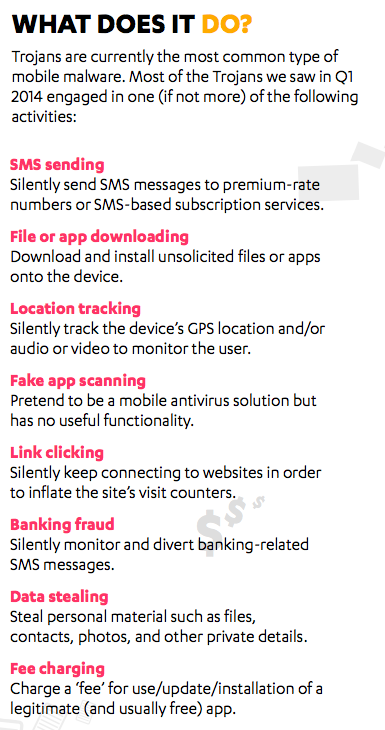 WHAT DOES IT DO?
Trojans are currently the most common type of
mobile malware. Most of the Trojans we saw in Q1
2014 engaged in one (if not more) of the following
activities:
SMS sending
Silently send SMS messages to premium-rate
numbers or SMS-based subscription services.
File or app downloading
Download and install unsolicited files or apps
onto the device.
Location tracking
Silently track the device's GPS location and/or
audio or video to monitor the user.
Fake app scanning
Pretend to be a mobile antivirus solution but
has no useful functionality.
Link clicking
Silently keep connecting to websites in order
to inflate the site's visit counters.
$ $ $
Banking fraud
Silently monitor and divert banking-related
SMS messages.
Data stealing
Steal personal material such as files,
contacts, photos, and other private details.
Fee charging
Charge a ‘fee’ for use/update/installation of a
legitimate (and usually free) app.